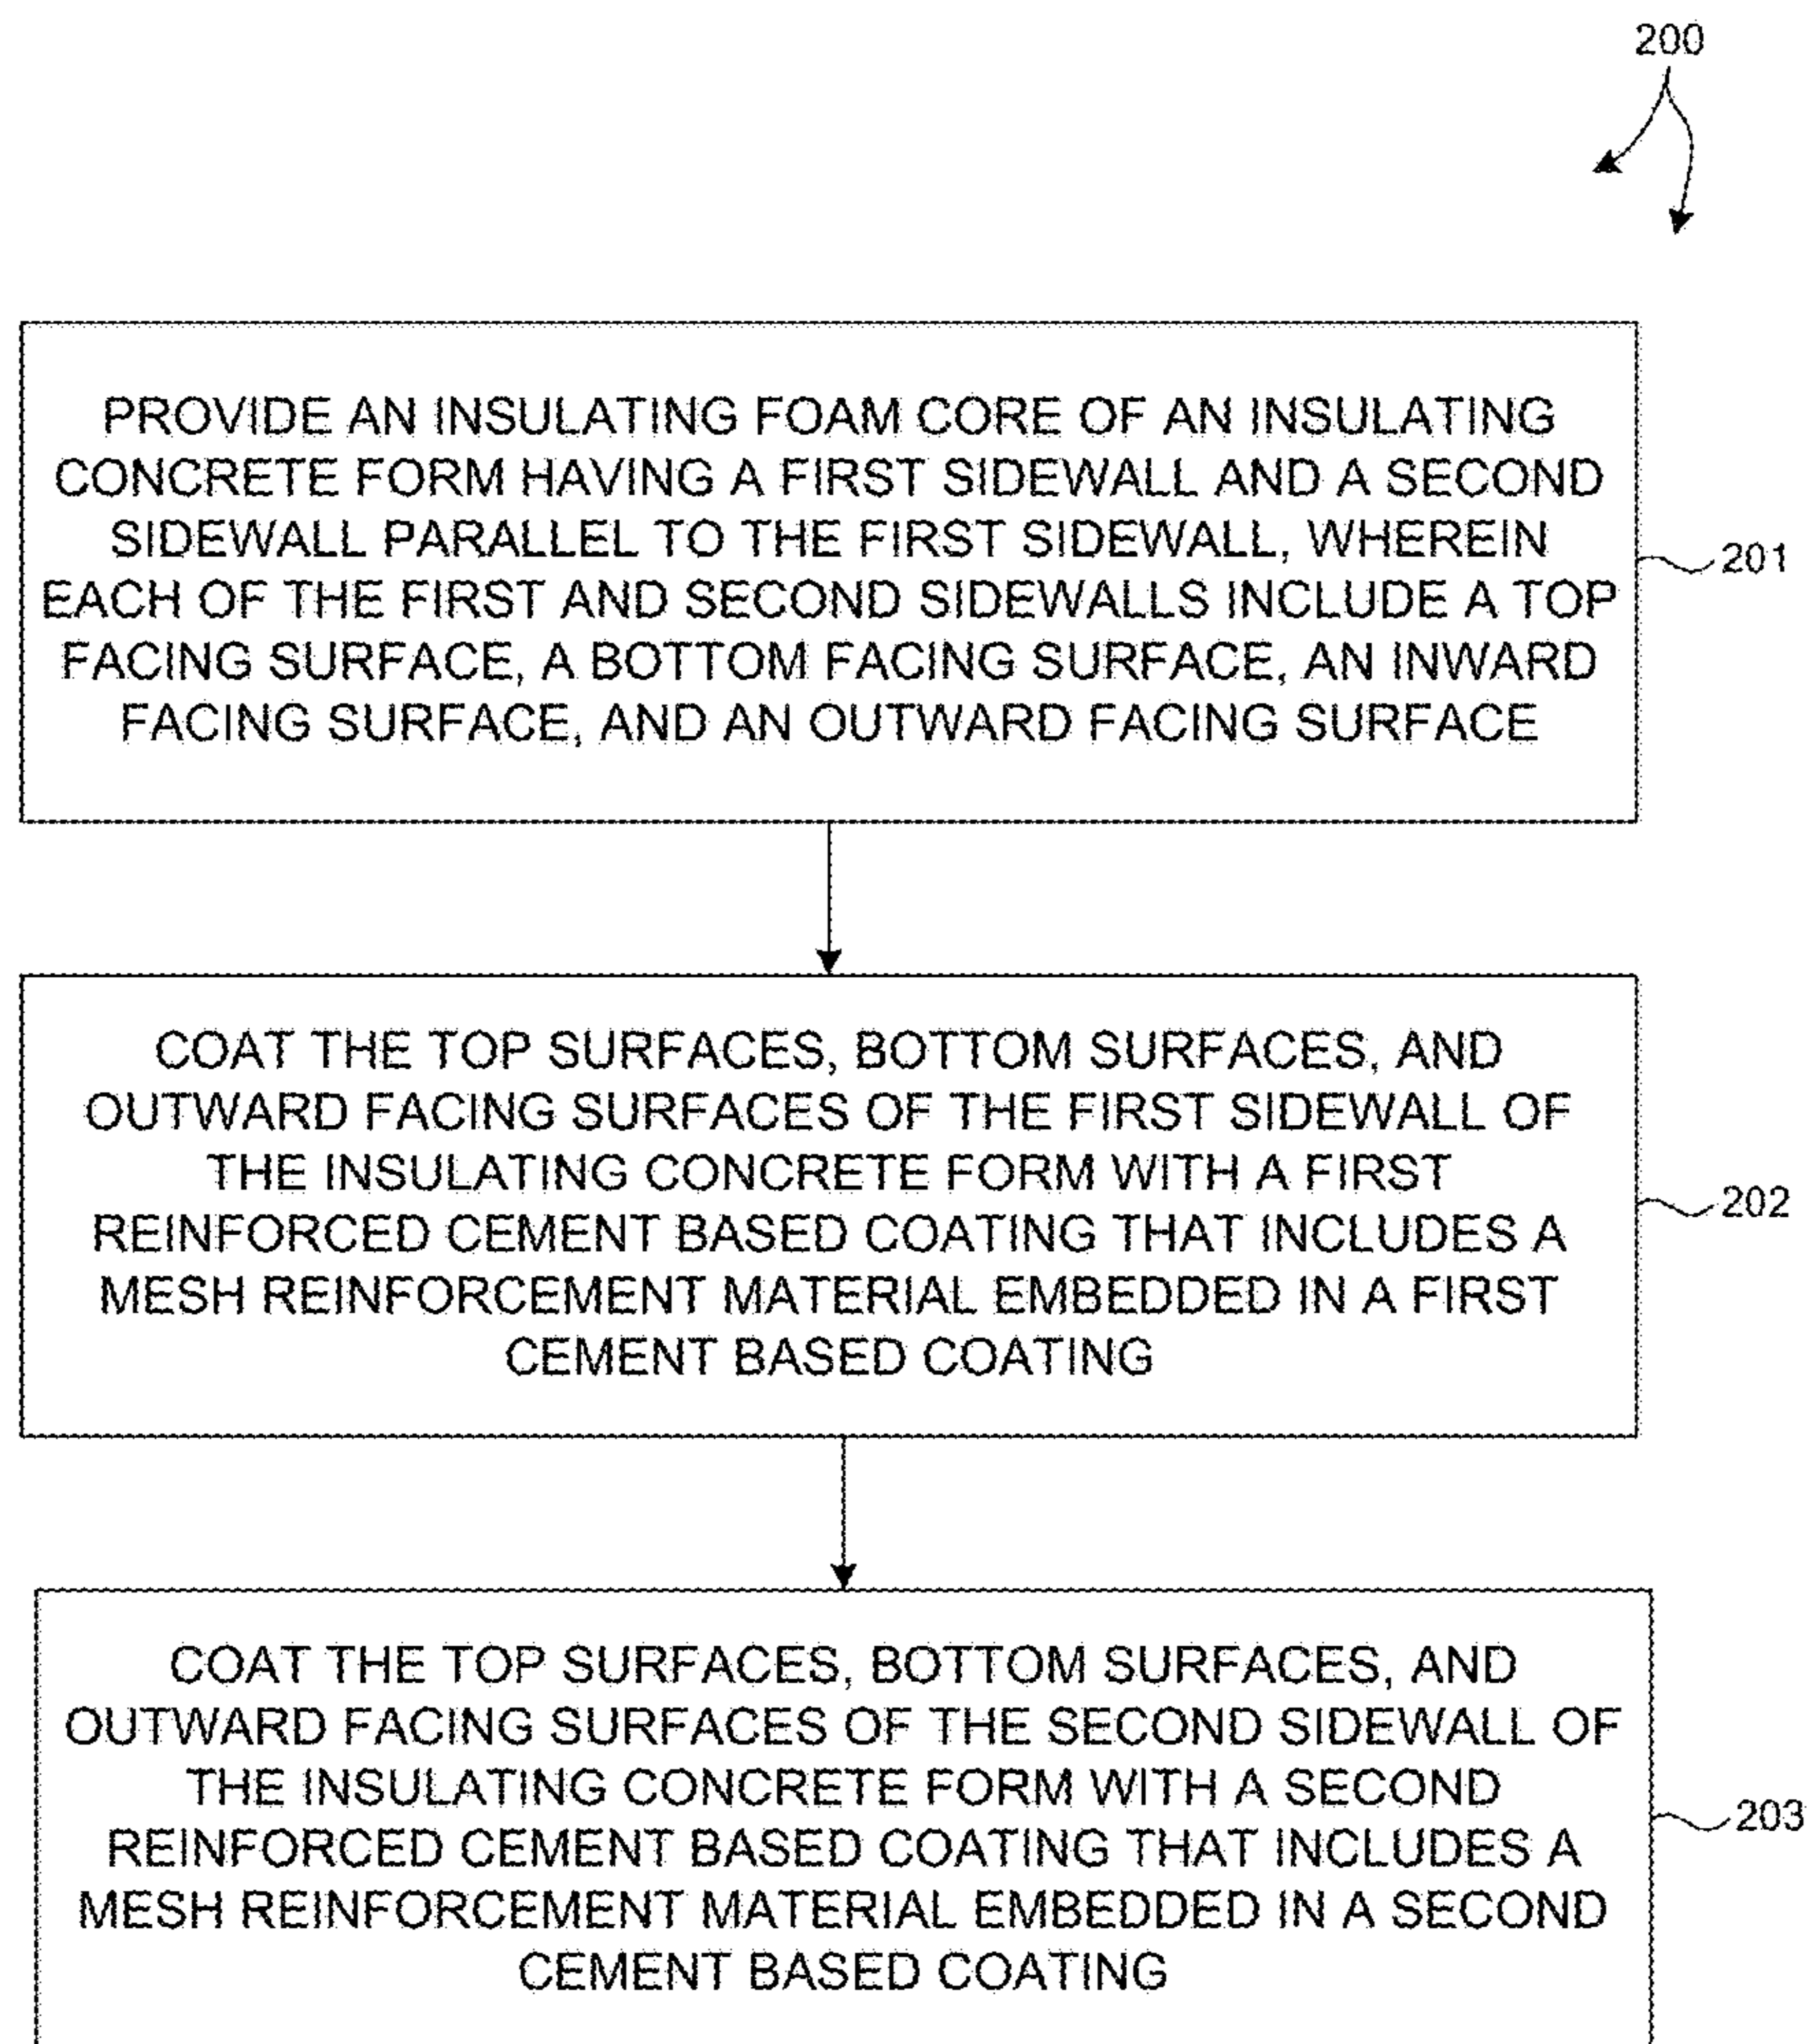 200
PROVIDE AN INSULATING FOAM CORE OF AN INSULATING
CONCRETE FORM HAVING A FIRST SIDEWALL AND A SECOND
SIDEWALL PARALLEL TO THE FIRST SIDEWALL, WHEREIN
EACH OF THE FIRST AND SECOND SIDEWALLS INCLUDE A TOP
FACING SURFACE, A BOTTOM FACING SURFACE, AN INWARD
FACING SURFACE, AND AN OUTWARD FACING SURFACE
201
COAT THE TOP SURFACES, BOTTOM SURFACES, AND
OUTWARD FACING SURFACES OF THE FIRST SIDEWALL OF
THE INSULATING CONCRETE FORM WITH A FIRST
REINFORCED CEMENT BASED COATING THAT INCLUDES A
MESH REINFORCEMENT MATERIAL EMBEDDED IN A FIRST
CEMENT BASED COATING
202
COAT THE TOP SURFACES, BOTTOM SURFACES, AND
OUTWARD FACING SURFACES OF THE SECOND SIDEWALL OF
THE INSULATING CONCRETE FORM WITH A SECOND
REINFORCED CEMENT BASED COATING THAT INCLUDES A
MESH REINFORCEMENT MATERIAL EMBEDDED IN A SECOND
CEMENT BASED COATING
203